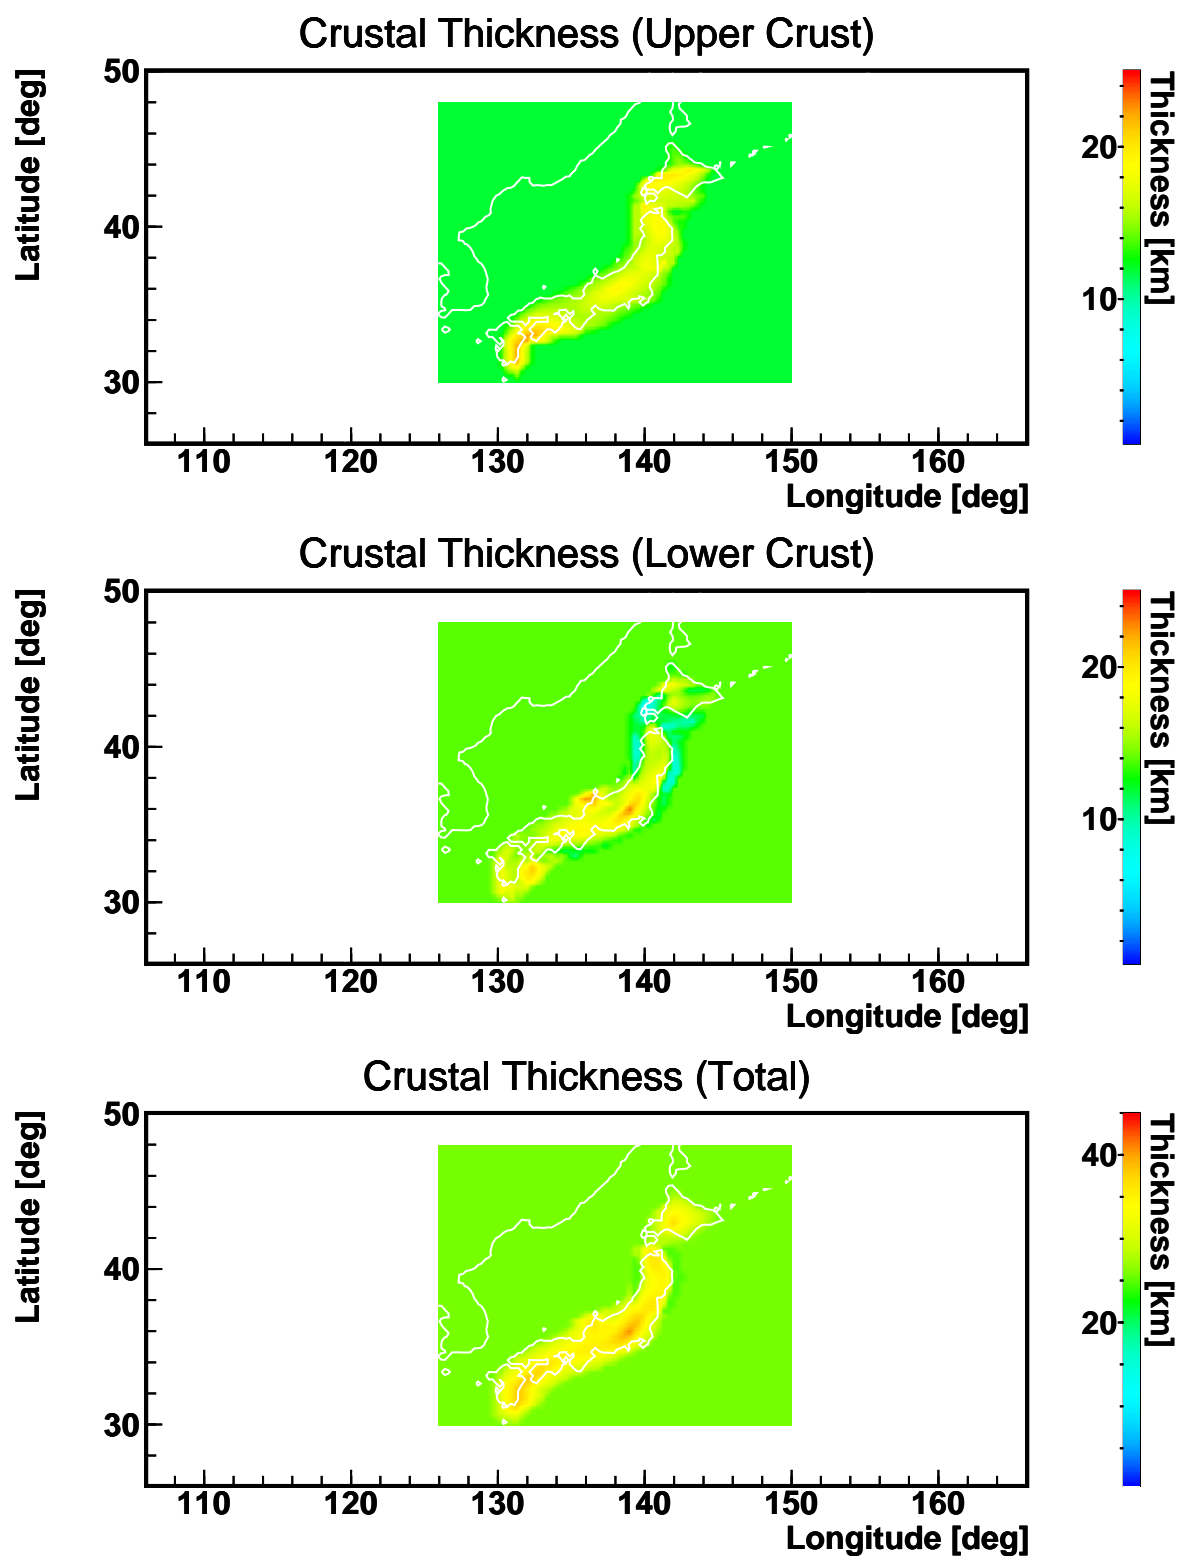 Crustal Thickness (Upper Crust)
Latitude [deg]
50
40
30
110 120 130 140 150 160
Longitude [deg]
20
10
Thickness [km]
Crustal Thickness (Lower Crust)
Latitude [deg]
50
40
30
110 120 130 140 150 160
Longitude [deg]
20
10
Thickness [km]
Crustal Thickness (Total)
Latitude [deg]
50
40
30
110 120 130 140 150 160
Longitude [deg]
40
20
Thickness [km]